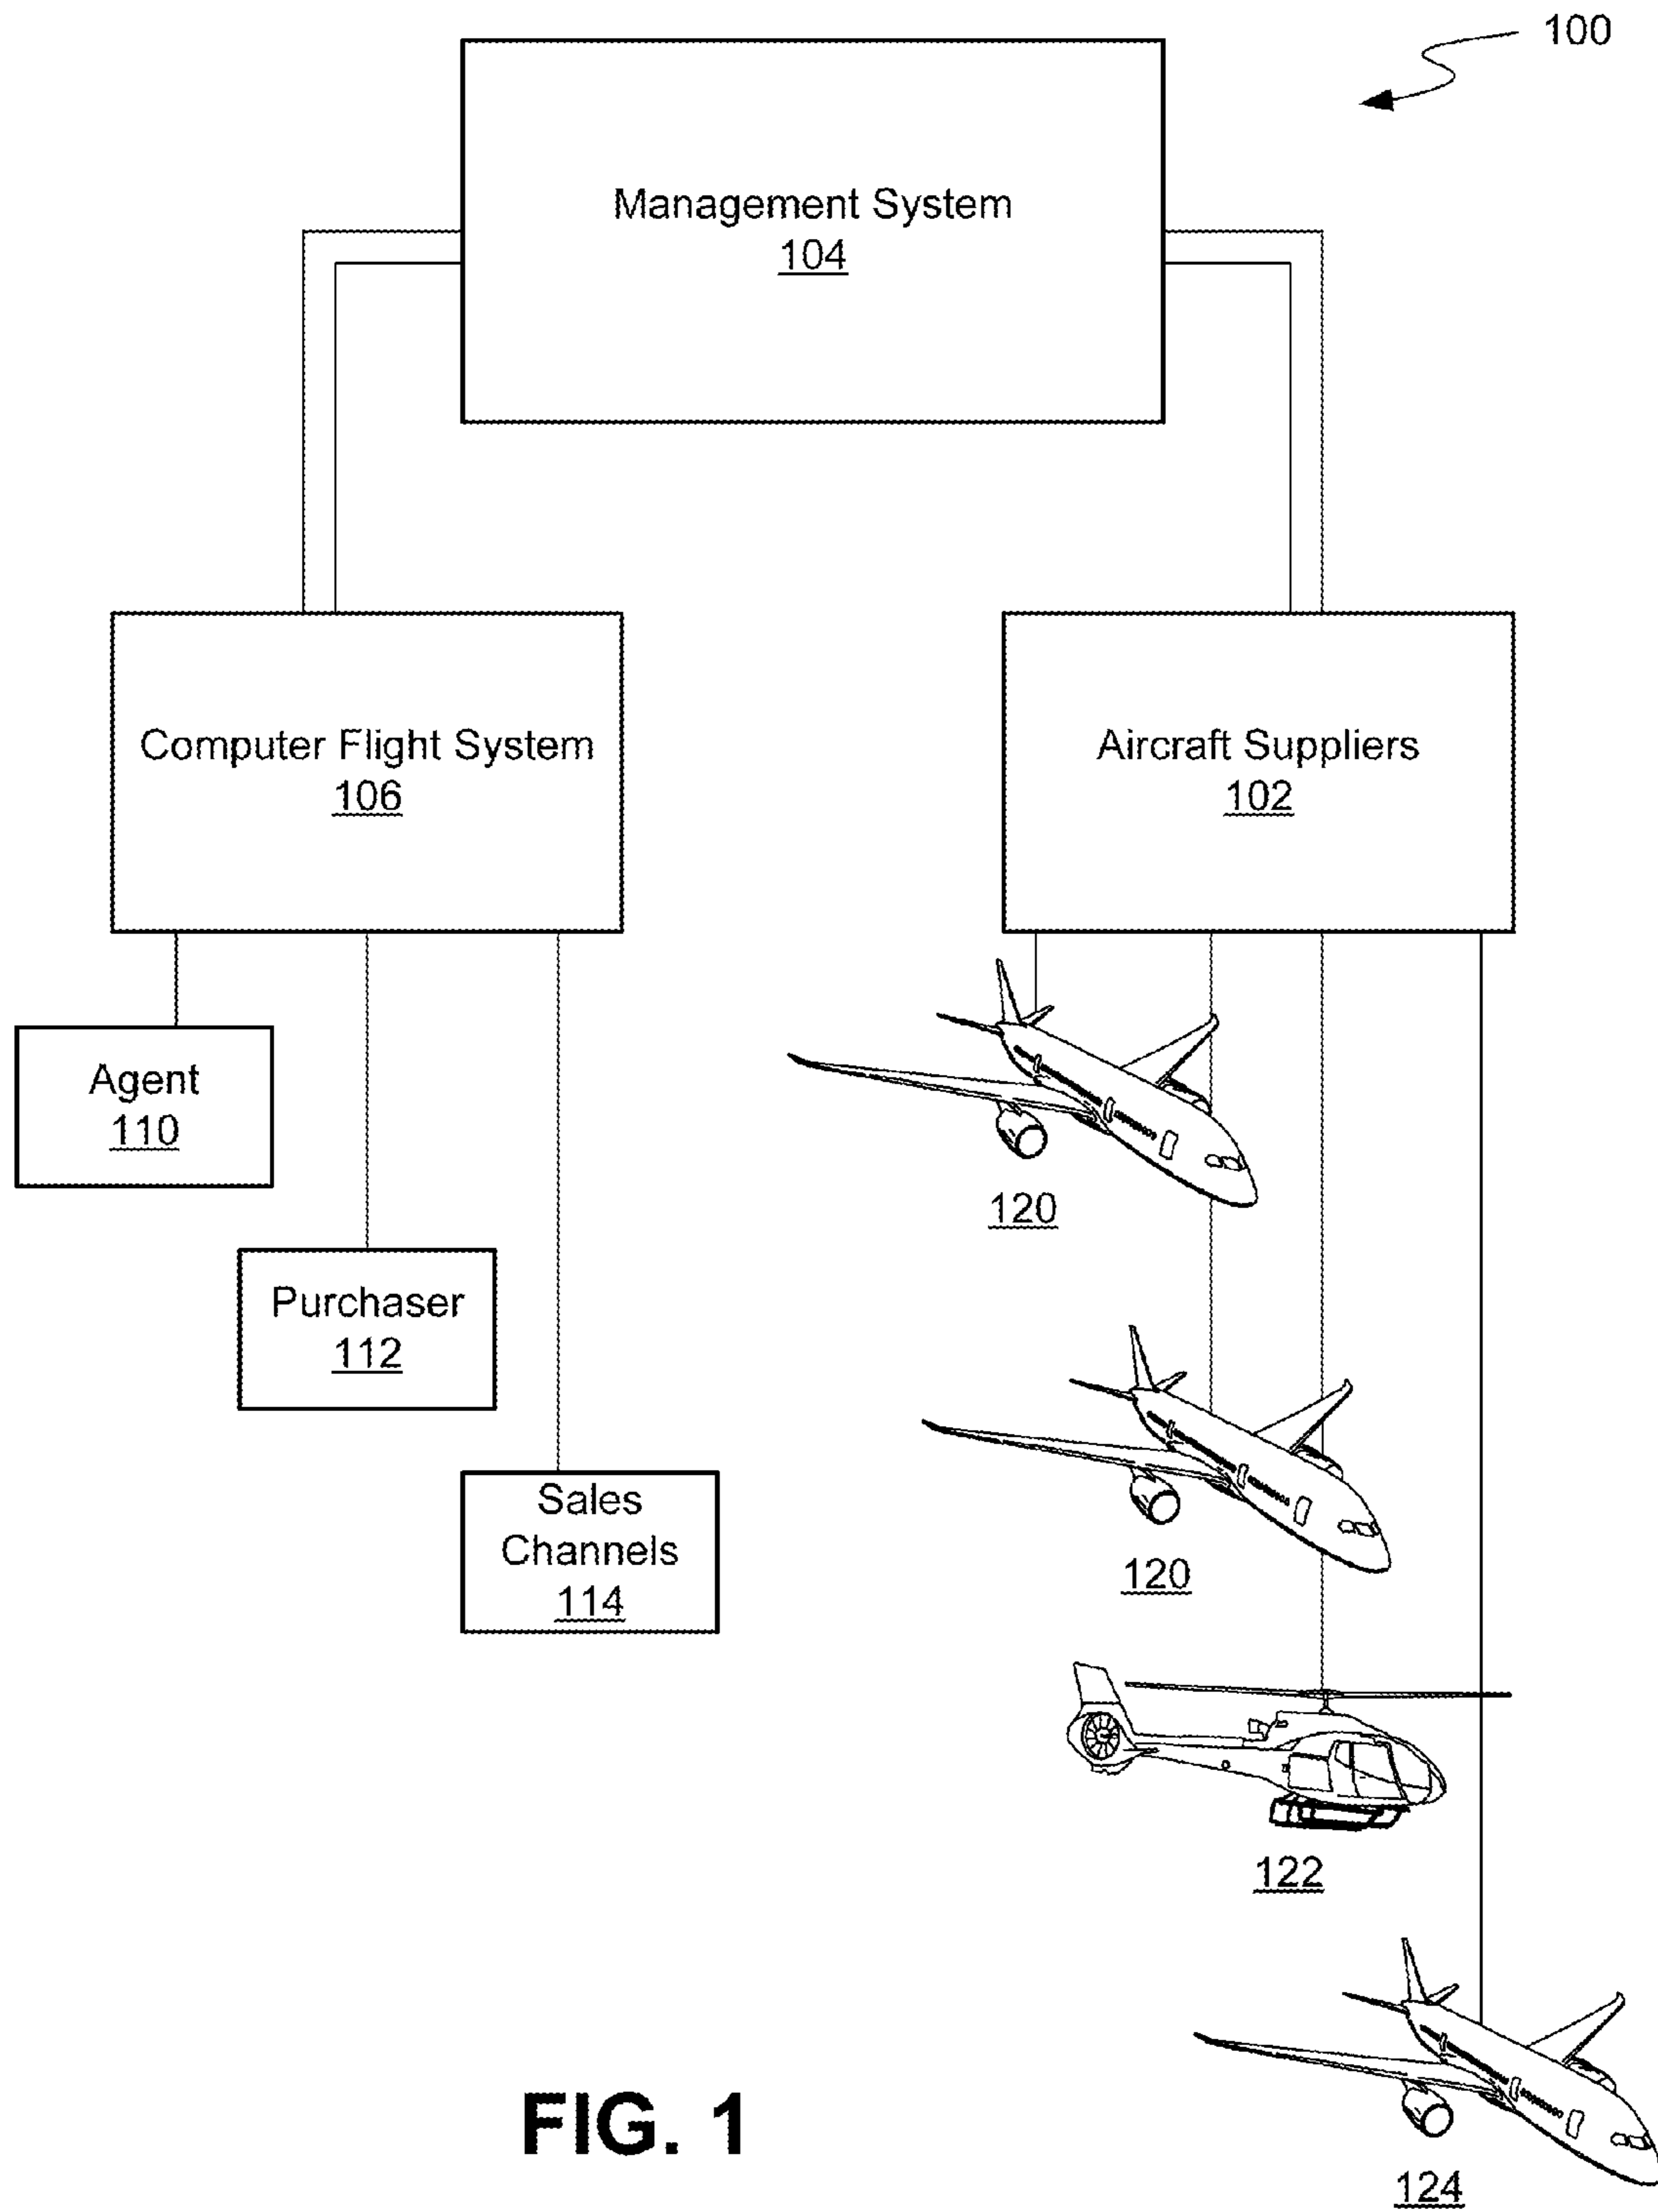 100
Management System
104
Computer Flight System
106
Aircraft Suppliers
102
Agent
110
120
Purchaser
112
Sales
Channels
114
120
122
FIG. 1
124